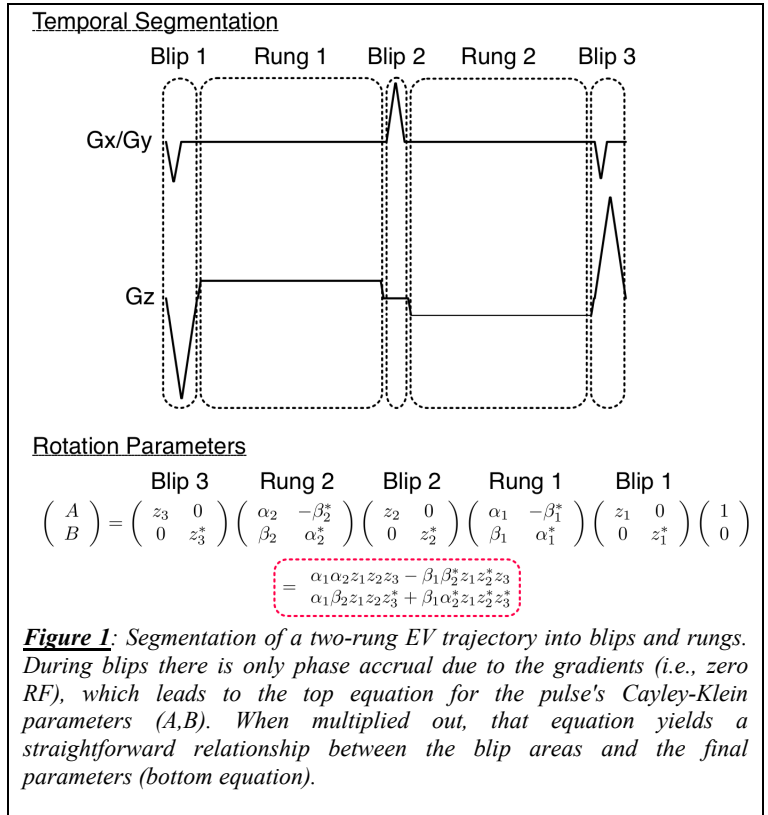 Temporal Segmentation
Blip 1 Rung 1 Blip 2 Rung 2 Blip 3
Gx/Gy
Gz
Rotation Parameters
Blip 3 Rung 2 Blip 2 Rung 1 Blip 1
( A B ) = ( z₃ 0 0 z₃* ) ( α₂ −β₂* β₂ α₂* ) ( z₂ 0 0 z₂* ) ( α₁ −β₁* β₁ α₁* ) ( z₁ 0 0 z₁* ) ( 1 0 )
= α₁α₂z₁z₂z₃ − β₁β₂*z₁z₂*z₃
α₁β₂z₁z₂z₃* + β₁α₂*z₁z₂*z₃*
Figure 1: Segmentation of a two-rung EV trajectory into blips and rungs.
During blips there is only phase accrual due to the gradients (i.e., zero
RF), which leads to the top equation for the pulse's Cayley-Klein
parameters (A,B). When multiplied out, that equation yields a
straightforward relationship between the blip areas and the final
parameters (bottom equation).